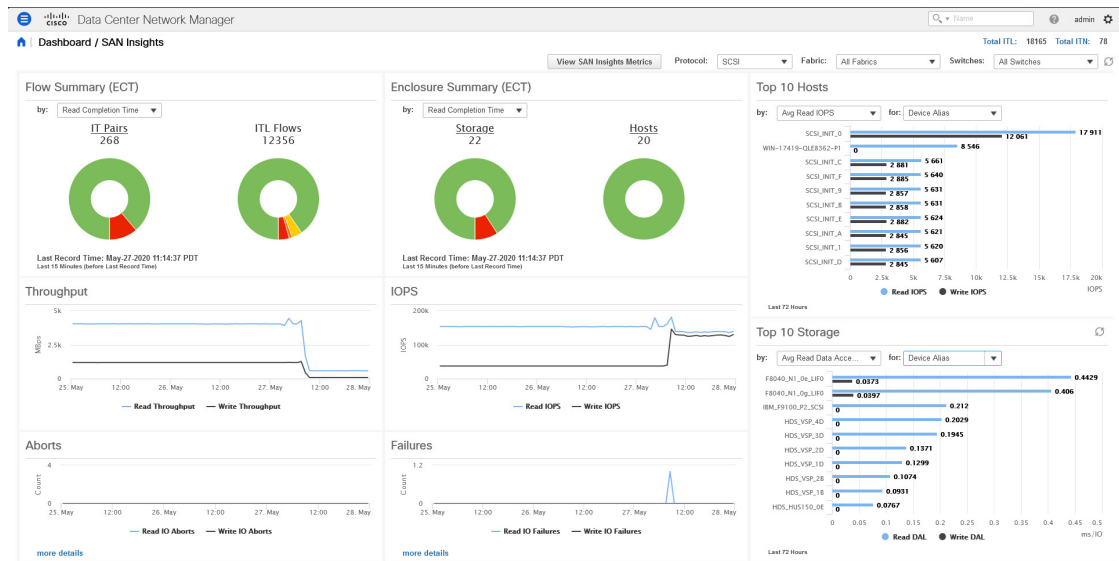 cisco Data Center Network Manager
Name
admin
Dashboard / SAN Insights
Total ITL: 18165 Total ITN: 78
View SAN Insights Metrics Protocol: SCSI Fabric: All Fabrics Switches: All Switches
Flow Summary (ECT)
by: Read Completion Time
IT Pairs
268
ITL Flows
12356
Last Record Time: May-27-2020 11:14:37 PDT
Last 15 Minutes (before Last Record Time)
Enclosure Summary (ECT)
by: Read Completion Time
Storage
22
Hosts
20
Last Record Time: May-27-2020 11:14:37 PDT
Last 15 Minutes (before Last Record Time)
Top 10 Hosts
by: Avg Read IOPS for: Device Alias
SCSI_INIT_0 17 911
12 061
WIN-17419-QLE8362-P1 8 546
0
SCSI_INIT_C 5 661
2 881
SCSI_INIT_F 5 640
2 885
SCSI_INIT_9 5 631
2 857
SCSI_INIT_B 5 631
2 858
SCSI_INIT_E 5 624
2 882
SCSI_INIT_A 5 621
2 845
SCSI_INIT_1 5 620
2 856
SCSI_INIT_D 5 607
2 845
0 2.5k 5k 7.5k 10k 12.5k 15k 17.5k 20k
IOPS
Read IOPS Write IOPS
Last 72 Hours
Throughput
5k
2.5k
0
MBps
25. May 12:00 26. May 12:00 27. May 12:00 28. May
Read Throughput Write Throughput
IOPS
200k
100k
0
IOPS
25. May 12:00 26. May 12:00 27. May 12:00 28. May
Read IOPS Write IOPS
Top 10 Storage
by: Avg Read Data Acce... for: Device Alias
F8040_N1_0e_LIF0 0.4429
0.0373
F8040_N1_0g_LIF0 0.406
0.0397
IBM_F9100_P2_SCSI 0.212
0
HDS_VSP_4D 0.2029
0
HDS_VSP_3D 0.1945
0
HDS_VSP_2D 0.1371
0
HDS_VSP_1D 0.1299
0
HDS_VSP_2B 0.1074
0
HDS_VSP_1B 0.0931
0
HDS_HUS150_0E 0.0767
0
0 0.05 0.1 0.15 0.2 0.25 0.3 0.35 0.4 0.45 0.5
ms/IO
Read DAL Write DAL
Last 72 Hours
Aborts
4
0
Count
25. May 12:00 26. May 12:00 27. May 12:00 28. May
Read IO Aborts Write IO Aborts
more details
Failures
1.2
0
Count
25. May 12:00 26. May 12:00 27. May 12:00 28. May
Read IO Failures Write IO Failures
more details